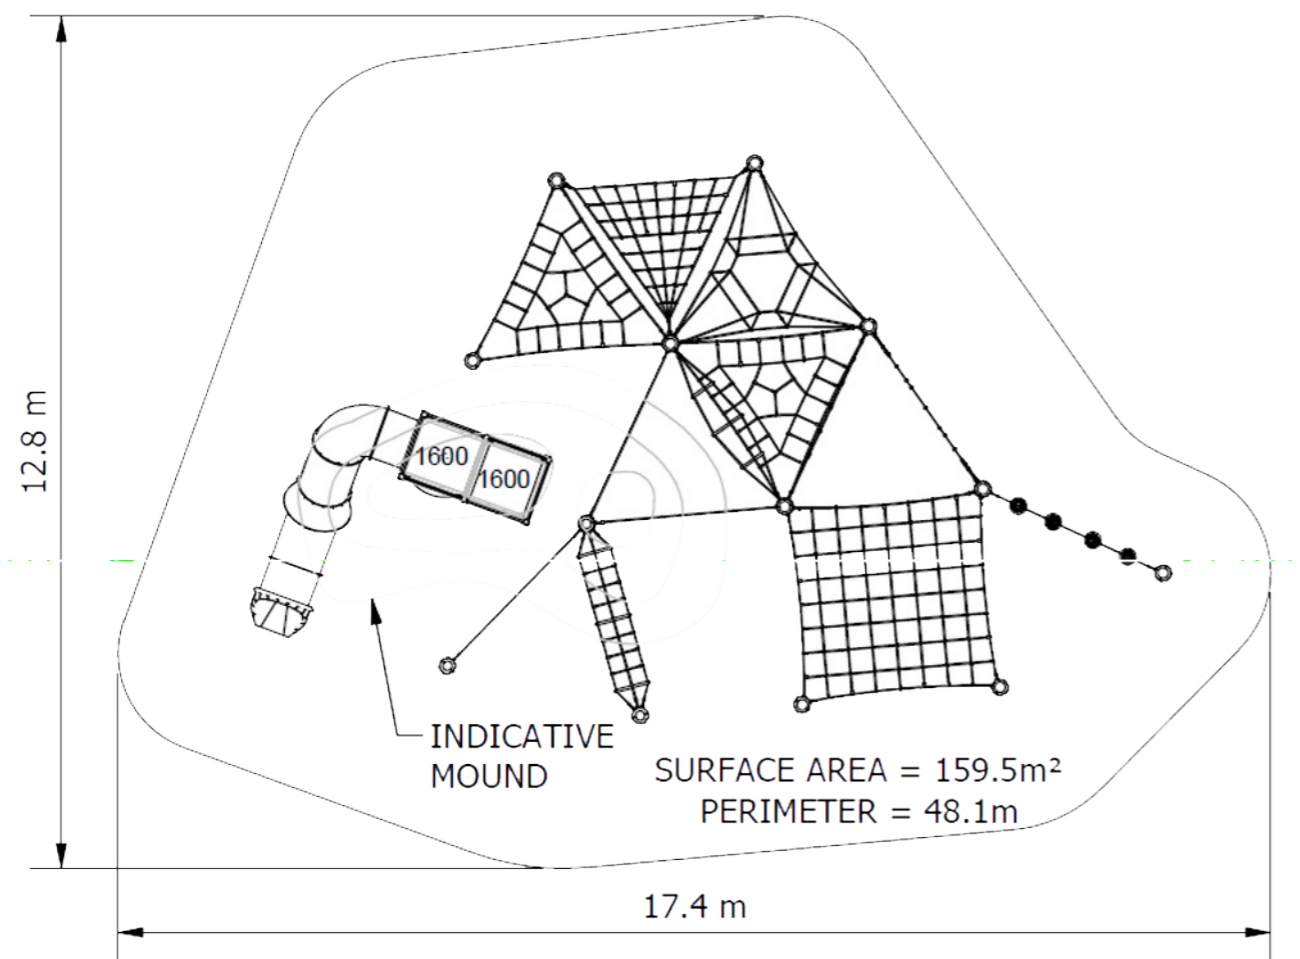 12.8 m
1600
1600
INDICATIVE
MOUND
SURFACE AREA = 159.5m²
PERIMETER = 48.1m
17.4 m